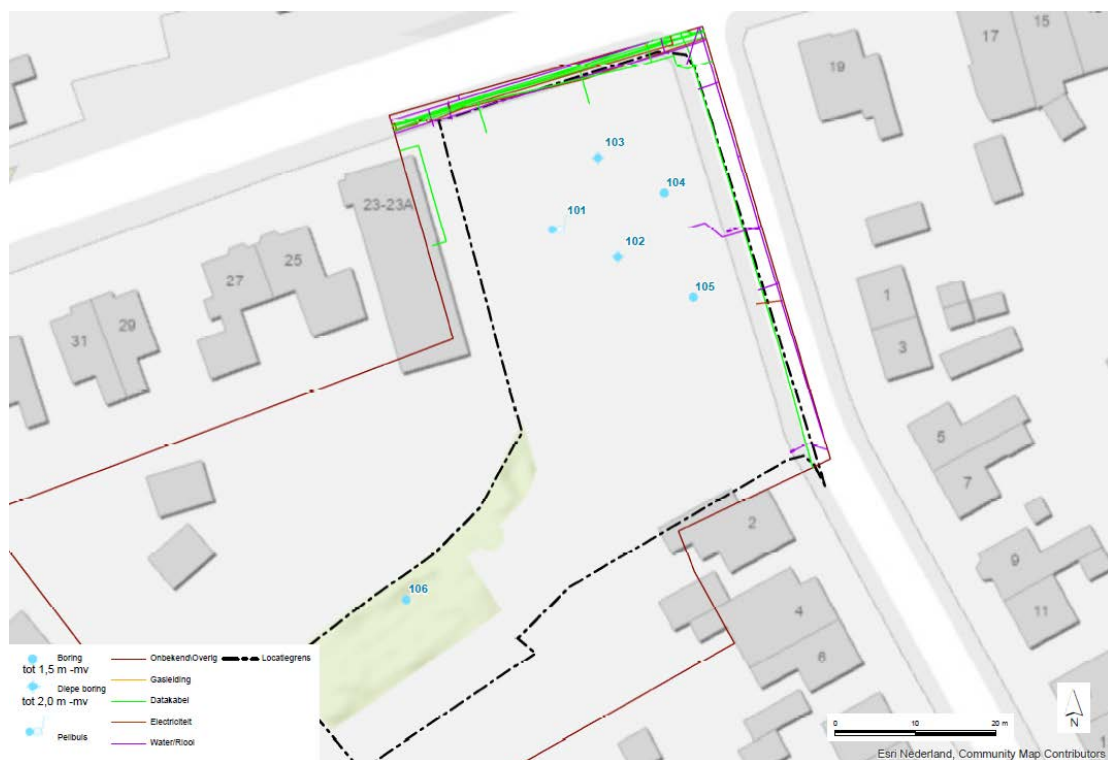 15
17
19
103
104
23-23A
101
102
25
27
105
1
29
31
3
5
7
2
9
106
11
4
6
Boring
tot 1,5 m -mv
Diepe boring
tot 2,0 m -mv
Peilbuis
Onbekend\Overig
Gasleiding
Datakabel
Electriciteit
Water/Riool
Locatiegrens
0 10 20 m
N
Esri Nederland, Community Map Contributors